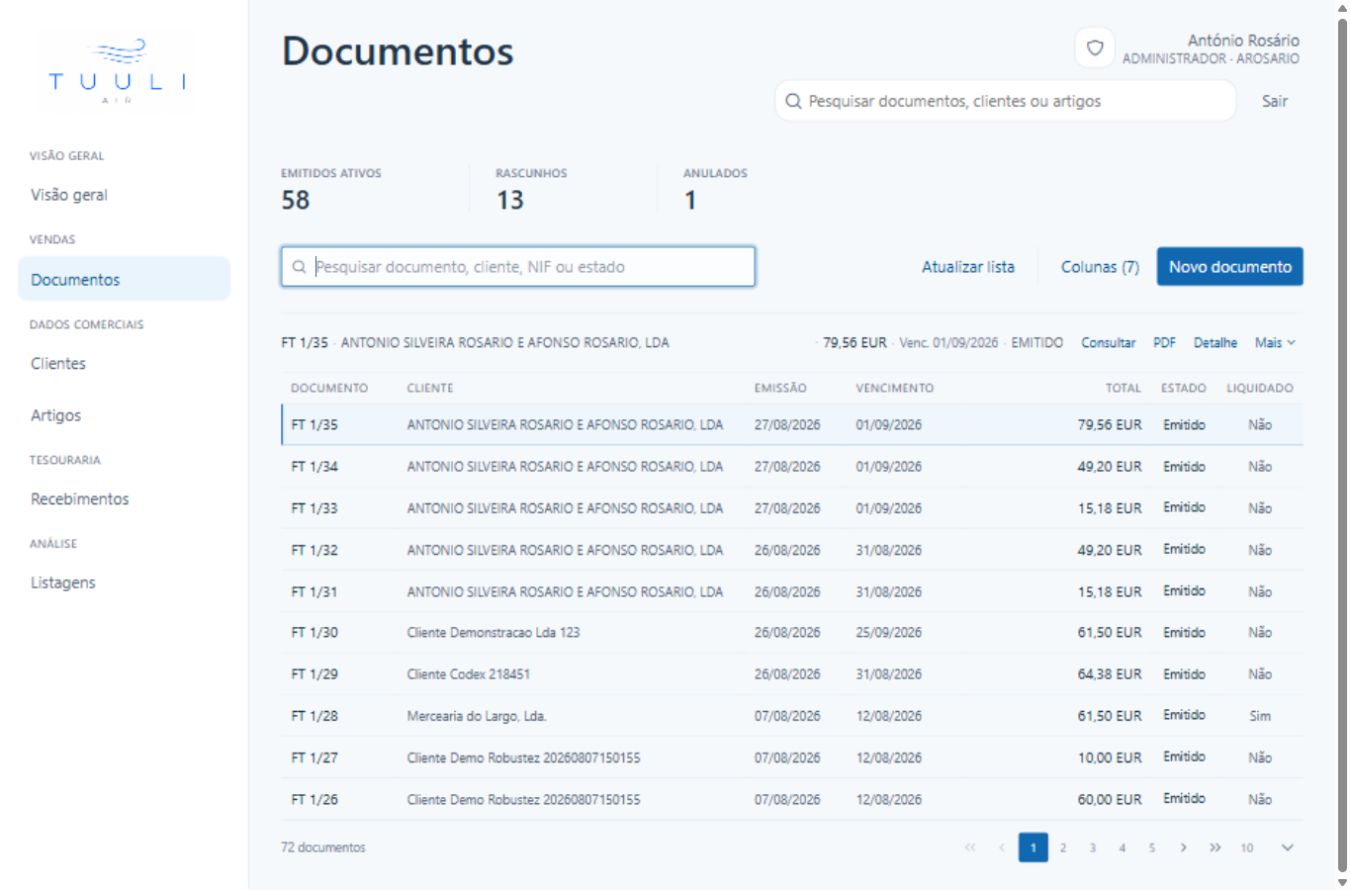 TUULI
AIR
VISÃO GERAL
Visão geral
VENDAS
Documentos
DADOS COMERCIAIS
Clientes
Artigos
TESOURARIA
Recebimentos
ANÁLISE
Listagens
Documentos
António Rosário
ADMINISTRADOR · AROSARIO
Pesquisar documentos, clientes ou artigos
Sair
EMITIDOS ATIVOS RASCUNHOS ANULADOS
58 13 1
Pesquisar documento, cliente, NIF ou estado
Atualizar lista Colunas (7) Novo documento
FT 1/35 · ANTONIO SILVEIRA ROSARIO E AFONSO ROSARIO, LDA · 79,56 EUR · Venc. 01/09/2026 · EMITIDO Consultar PDF Detalhe Mais
DOCUMENTO CLIENTE EMISSÃO VENCIMENTO TOTAL ESTADO LIQUIDADO
FT 1/35 ANTONIO SILVEIRA ROSARIO E AFONSO ROSARIO, LDA 27/08/2026 01/09/2026 79,56 EUR Emitido Não
FT 1/34 ANTONIO SILVEIRA ROSARIO E AFONSO ROSARIO, LDA 27/08/2026 01/09/2026 49,20 EUR Emitido Não
FT 1/33 ANTONIO SILVEIRA ROSARIO E AFONSO ROSARIO, LDA 27/08/2026 01/09/2026 15,18 EUR Emitido Não
FT 1/32 ANTONIO SILVEIRA ROSARIO E AFONSO ROSARIO, LDA 26/08/2026 31/08/2026 49,20 EUR Emitido Não
FT 1/31 ANTONIO SILVEIRA ROSARIO E AFONSO ROSARIO, LDA 26/08/2026 31/08/2026 15,18 EUR Emitido Não
FT 1/30 Cliente Demonstracao Lda 123 26/08/2026 25/09/2026 61,50 EUR Emitido Não
FT 1/29 Cliente Codex 218451 26/08/2026 31/08/2026 64,38 EUR Emitido Não
FT 1/28 Mercearia do Largo, Lda. 07/08/2026 12/08/2026 61,50 EUR Emitido Sim
FT 1/27 Cliente Demo Robustez 20260807150155 07/08/2026 12/08/2026 10,00 EUR Emitido Não
FT 1/26 Cliente Demo Robustez 20260807150155 07/08/2026 12/08/2026 60,00 EUR Emitido Não
72 documentos « ‹ 1 2 3 4 5 › » 10